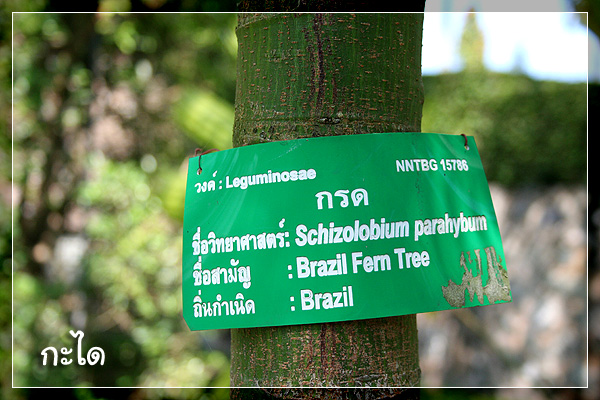 วงค์ : Leguminosae
NNTBG 15786
กรด
ชื่อวิทยาศาสตร์: Schizolobium parahybum
ชื่อสามัญ : Brazil Fern Tree
ถิ่นกำเนิด : Brazil
กะได